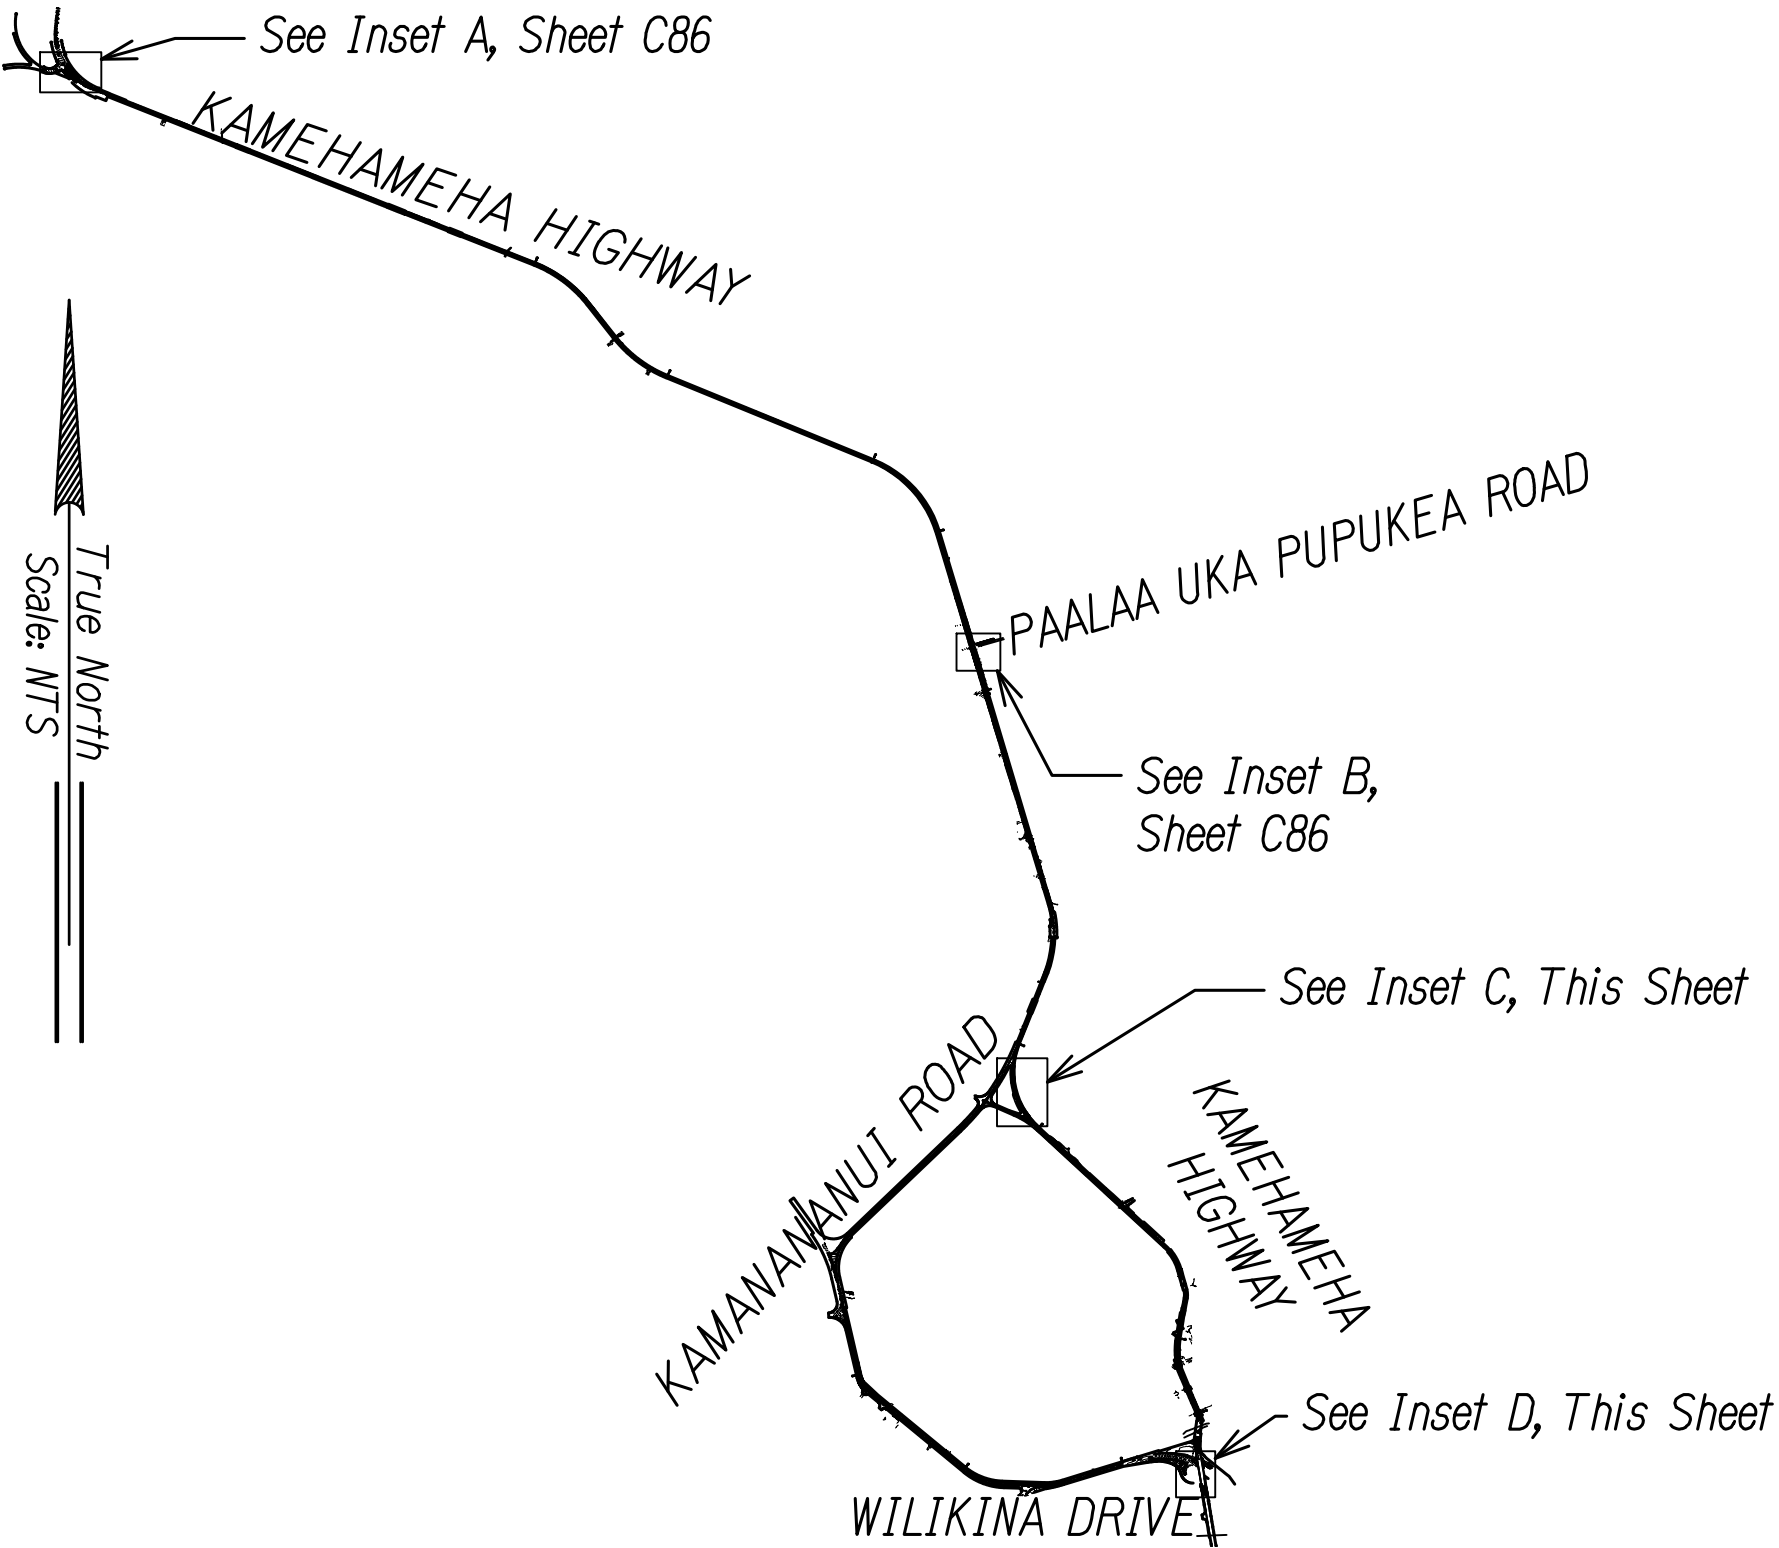 See Inset A, Sheet C86
KAMEHAMEHA HIGHWAY
PAALAA UKA PUPUKEA ROAD
True North
Scale: NTS
See Inset B,
Sheet C86
See Inset C, This Sheet
KAMANANANUI ROAD
KAMEHAMEHA
HIGHWAY
See Inset D, This Sheet
WILIKINA DRIVE